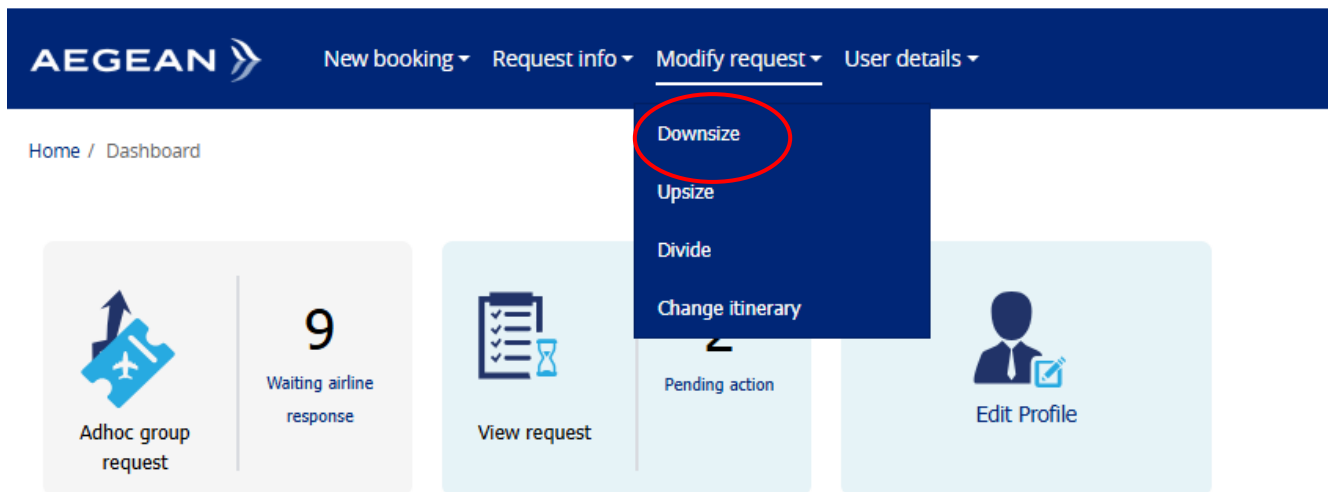 AEGEAN New booking Request info Modify request User details
Downsize
Home / Dashboard
Upsize
Divide
Change itinerary
9
Waiting airline
response
Adhoc group
request
View request
Pending action
Edit Profile